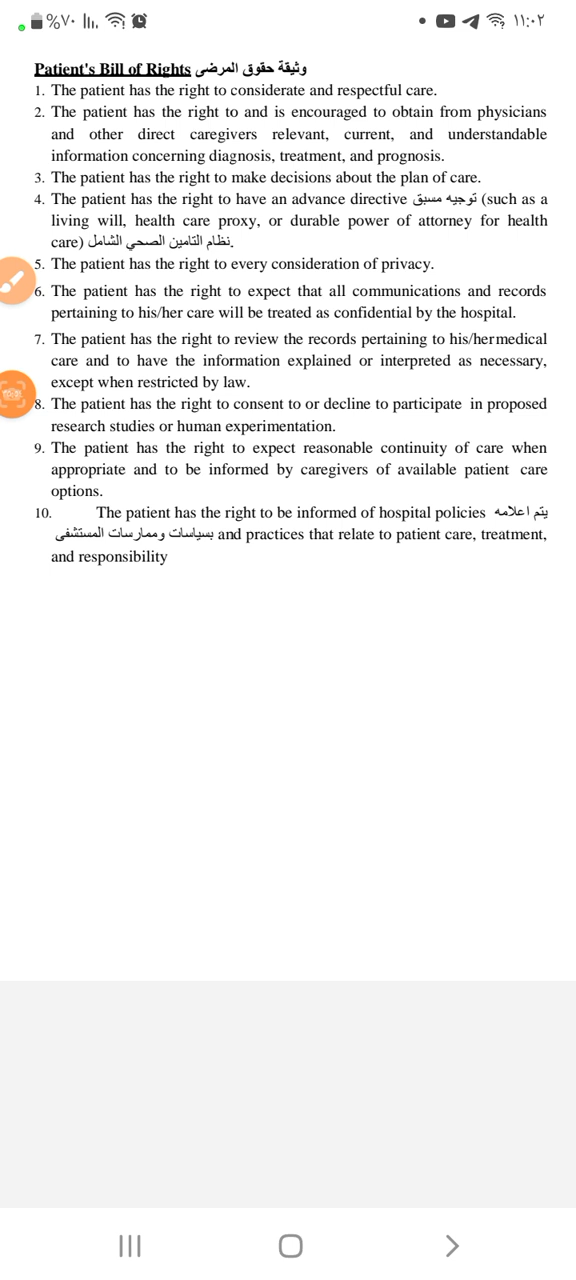 %٧٠
١١:٠٢
Patient's Bill of Rights وثيقة حقوق المرضى
1. The patient has the right to considerate and respectful care.
2. The patient has the right to and is encouraged to obtain from physicians
and other direct caregivers relevant, current, and understandable
information concerning diagnosis, treatment, and prognosis.
3. The patient has the right to make decisions about the plan of care.
4. The patient has the right to have an advance directive توجيه مسبق (such as a
living will, health care proxy, or durable power of attorney for health
care) نظام التامين الصحي الشامل.
5. The patient has the right to every consideration of privacy.
6. The patient has the right to expect that all communications and records
pertaining to his/her care will be treated as confidential by the hospital.
7. The patient has the right to review the records pertaining to his/hermedical
care and to have the information explained or interpreted as necessary,
except when restricted by law.
8. The patient has the right to consent to or decline to participate in proposed
research studies or human experimentation.
9. The patient has the right to expect reasonable continuity of care when
appropriate and to be informed by caregivers of available patient care
options.
10. The patient has the right to be informed of hospital policies يتم اعلامه
بسياسات وممارسات المستشفى and practices that relate to patient care, treatment,
and responsibility